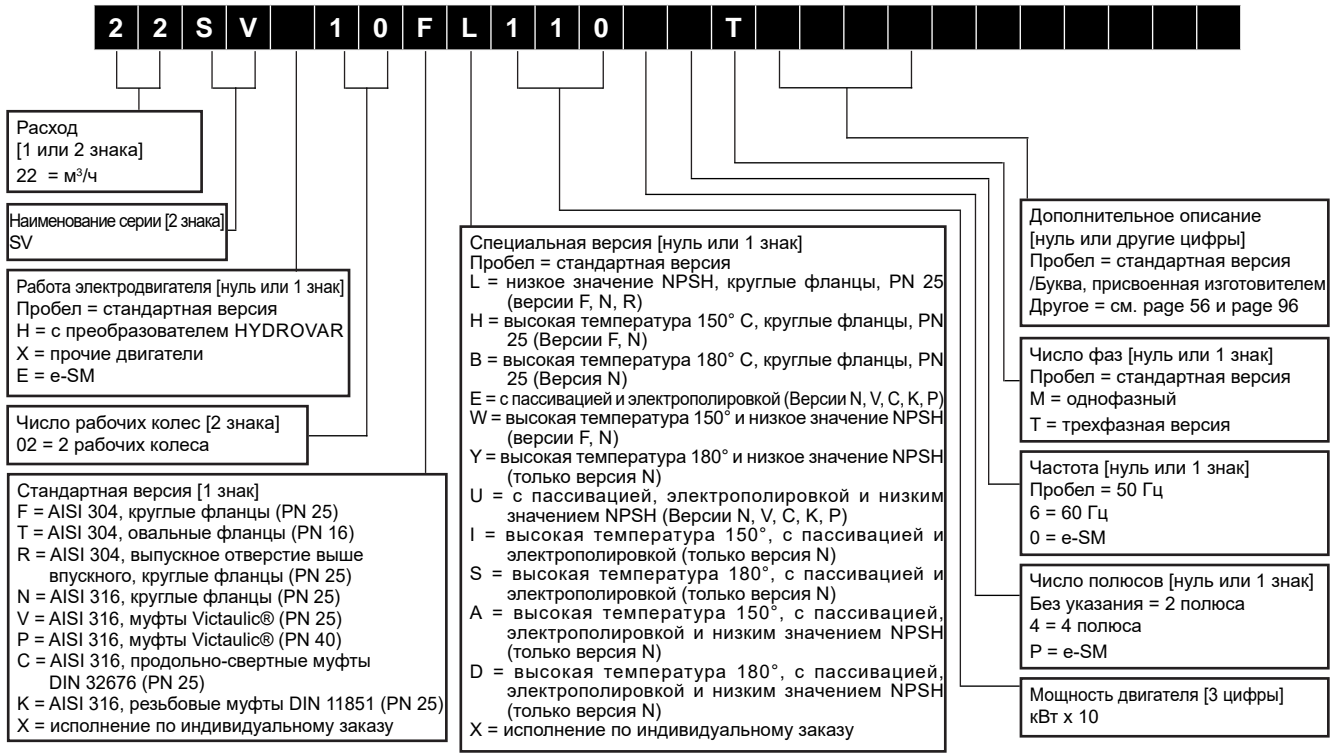 22SV 10FL110 T
Расход
[1 или 2 знака]
22 = м³/ч
Наименование серии [2 знака]
SV
Работа электродвигателя [нуль или 1 знак]
Пробел = стандартная версия
H = с преобразователем HYDROVAR
X = прочие двигатели
E = e-SM
Число рабочих колес [2 знака]
02 = 2 рабочих колеса
Стандартная версия [1 знак]
F = AISI 304, круглые фланцы (PN 25)
T = AISI 304, овальные фланцы (PN 16)
R = AISI 304, выпускное отверстие выше
впускного, круглые фланцы (PN 25)
N = AISI 316, круглые фланцы (PN 25)
V = AISI 316, муфты Victaulic® (PN 25)
P = AISI 316, муфты Victaulic® (PN 40)
C = AISI 316, продольно-свертные муфты
DIN 32676 (PN 25)
K = AISI 316, резьбовые муфты DIN 11851 (PN 25)
X = исполнение по индивидуальному заказу
Специальная версия [нуль или 1 знак]
Пробел = стандартная версия
L = низкое значение NPSH, круглые фланцы, PN 25
(версии F, N, R)
H = высокая температура 150° C, круглые фланцы, PN
25 (Версии F, N)
B = высокая температура 180° C, круглые фланцы, PN
25 (Версия N)
E = с пассивацией и электрополировкой (Версии N, V, C, K, P)
W = высокая температура 150° и низкое значение NPSH
(версии F, N)
Y = высокая температура 180° и низкое значение NPSH
(только версия N)
U = с пассивацией, электрополировкой и низким
значением NPSH (Версии N, V, C, K, P)
I = высокая температура 150°, с пассивацией и
электрополировкой (только версия N)
S = высокая температура 180°, с пассивацией и
электрополировкой (только версия N)
A = высокая температура 150°, с пассивацией,
электрополировкой и низким значением NPSH
(только версия N)
D = высокая температура 180°, с пассивацией,
электрополировкой и низким значением NPSH
(только версия N)
X = исполнение по индивидуальному заказу
Дополнительное описание
[нуль или другие цифры]
Пробел = стандартная версия
/Буква, присвоенная изготовителем
Другое = см. page 56 и page 96
Число фаз [нуль или 1 знак]
Пробел = стандартная версия
M = однофазный
T = трехфазная версия
Частота [нуль или 1 знак]
Пробел = 50 Гц
6 = 60 Гц
0 = e-SM
Число полюсов [нуль или 1 знак]
Без указания = 2 полюса
4 = 4 полюса
P = e-SM
Мощность двигателя [3 цифры]
кВт x 10